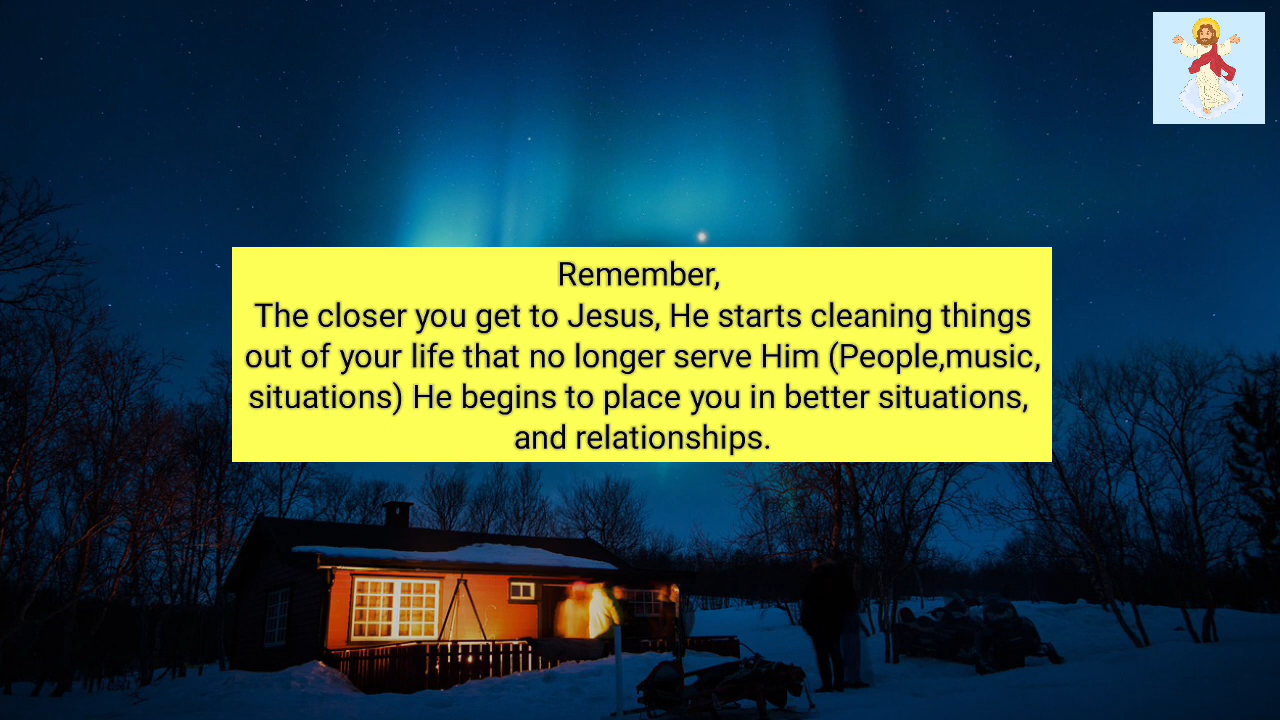 Remember,
The closer you get to Jesus, He starts cleaning things
out of your life that no longer serve Him (People,music,
situations) He begins to place you in better situations,
and relationships.